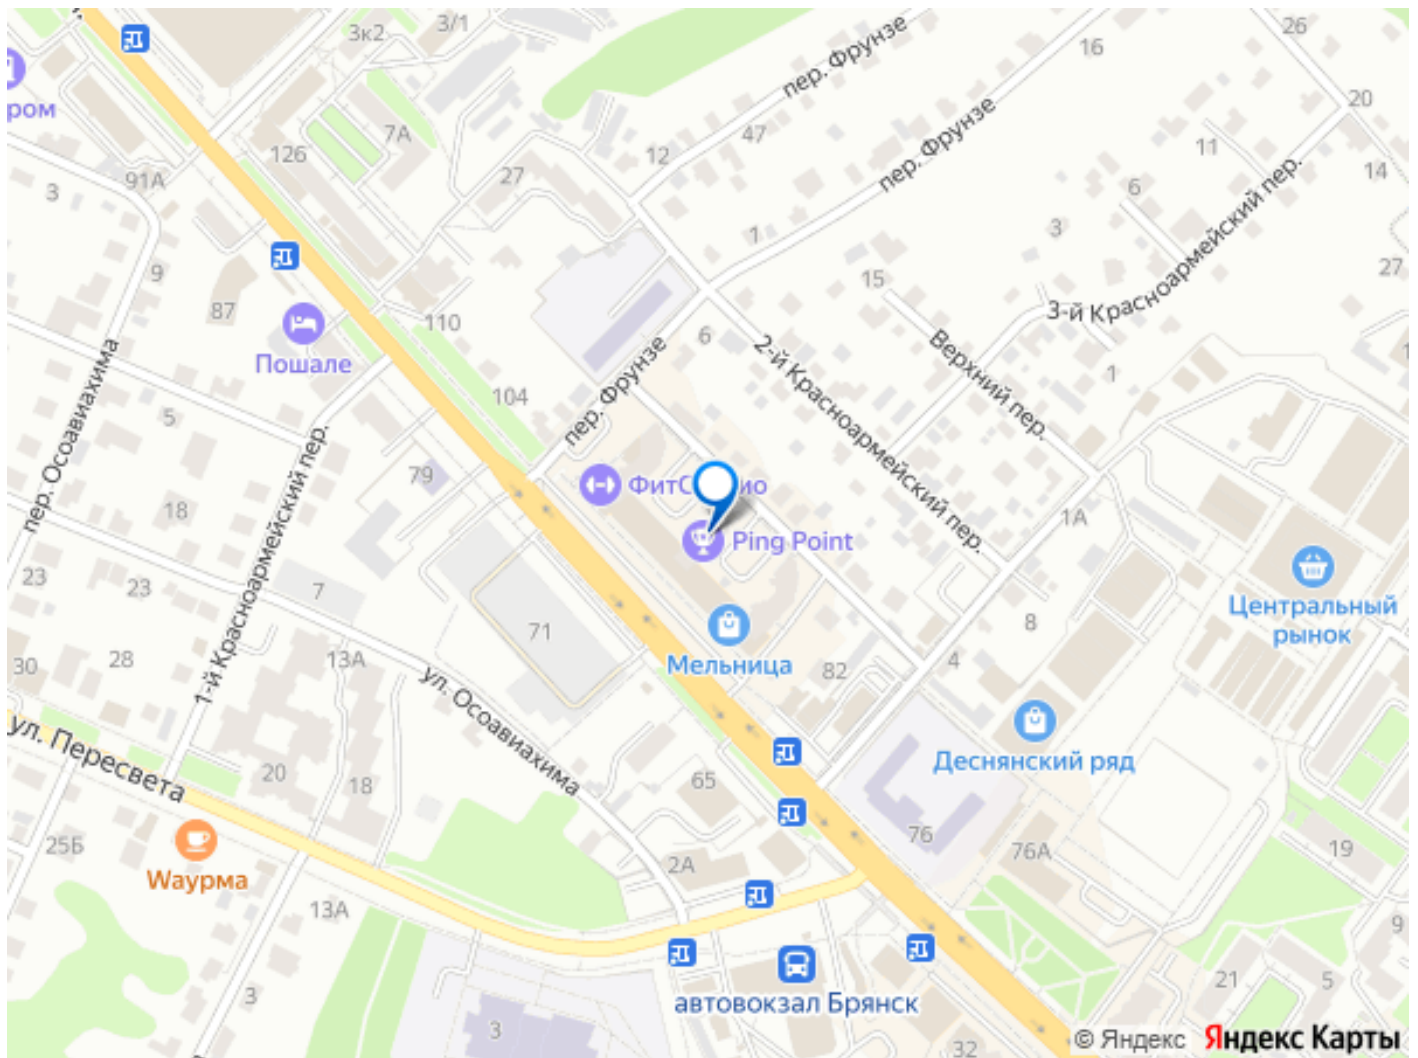 3к2
3/1
26
16
пер. Фрунзе
20
ром
7А
47
пер. Фрунзе
11
126
12
27
14
91А
6
3
3-й Красноармейский пер.
1
3
9
15
27
87
110
6
Верхний пер.
Пошале
пер. Осоавиахима
пер. Фрунзе
2-й Красноармейский пер.
1
104
5
79
1-й Красноармейский пер.
18
Ping Point
1А
23
23
7
Центральный
рынок
71
8
Мельница
30
28
13А
82
4
ул. Осоавиахима
ул. Пересвета
Деснянский ряд
20
18
65
25Б
76
76А
19
2А
Wаурма
13А
9
21
5
3
автовокзал Брянск
3
32
© Яндекс
Яндекс Карты